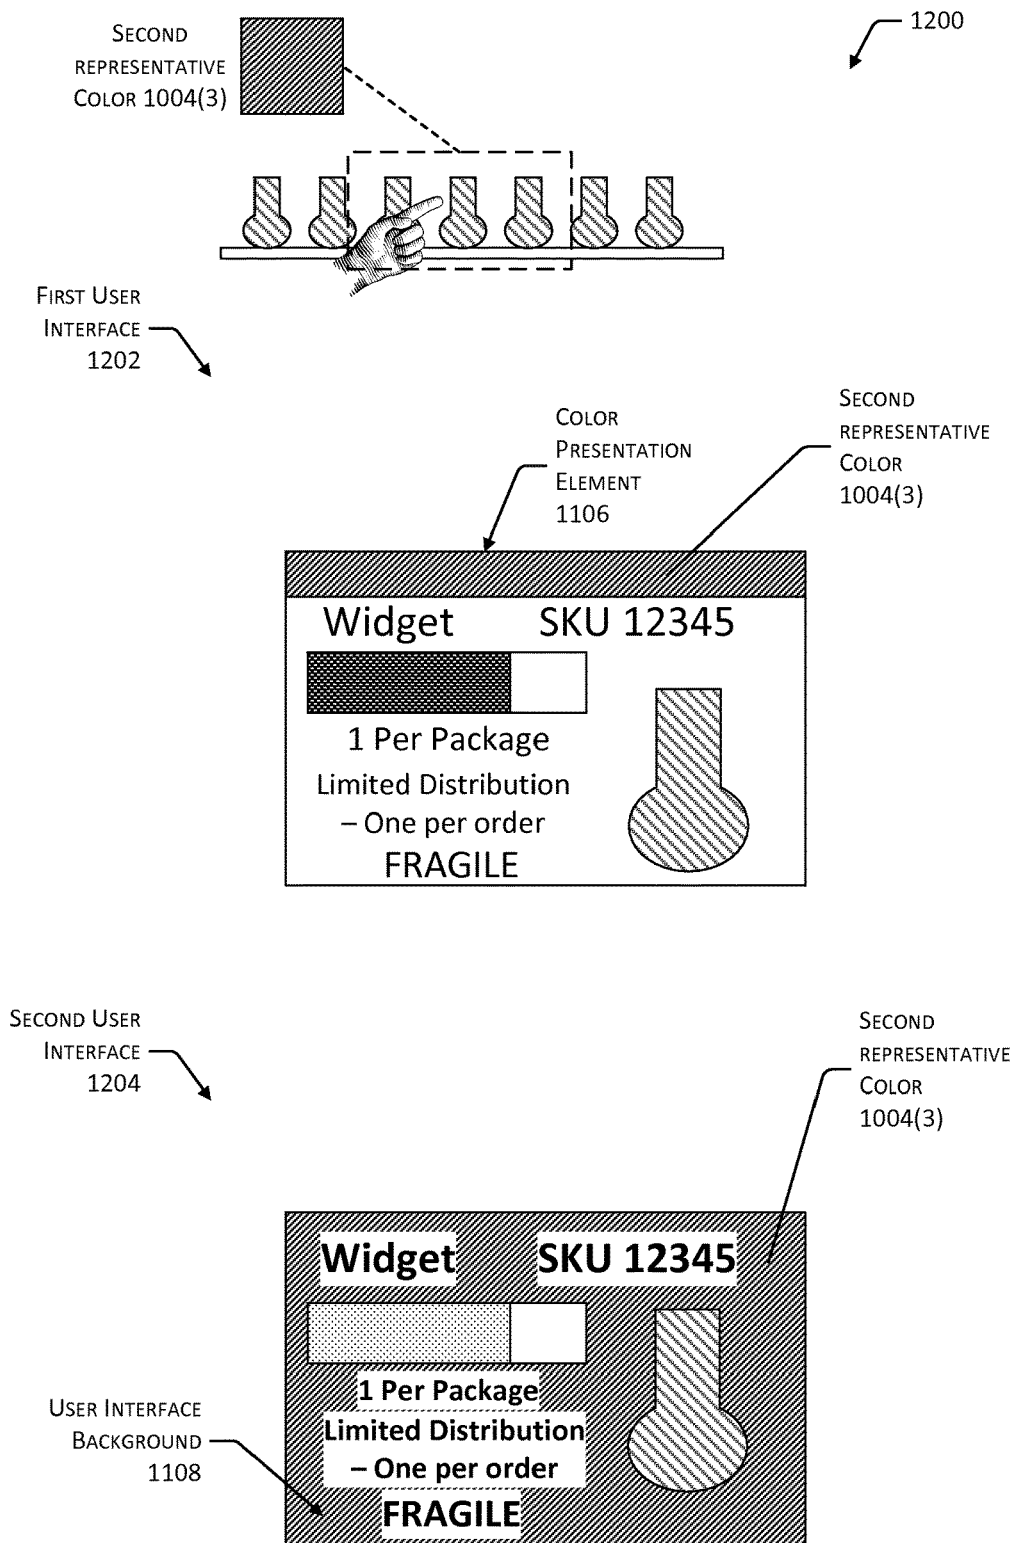 1200
Second
representative
Color 1004(3)
First User
Interface
1202
Color
Presentation
Element
1106
Second
representative
Color
1004(3)
Widget SKU 12345
1 Per Package
Limited Distribution
– One per order
FRAGILE
Second User
Interface
1204
Second
representative
Color
1004(3)
Widget SKU 12345
1 Per Package
Limited Distribution
– One per order
FRAGILE
User Interface
Background
1108